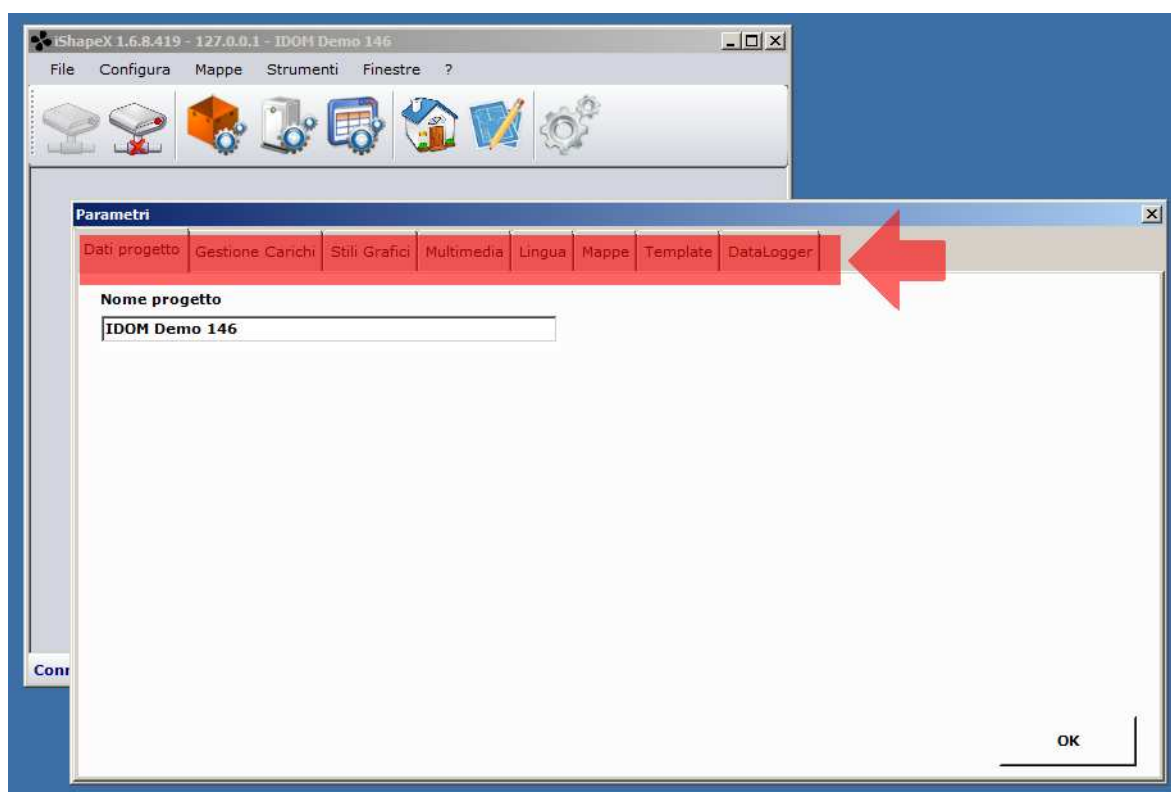 iShapeX 1.6.8.419 - 127.0.0.1 - IDOM Demo 146
File Configura Mappe Strumenti Finestre ?
Parametri
Dati progetto Gestione Carichi Stili Grafici Multimedia Lingua Mappe Template DataLogger
Nome progetto
IDOM Demo 146
OK